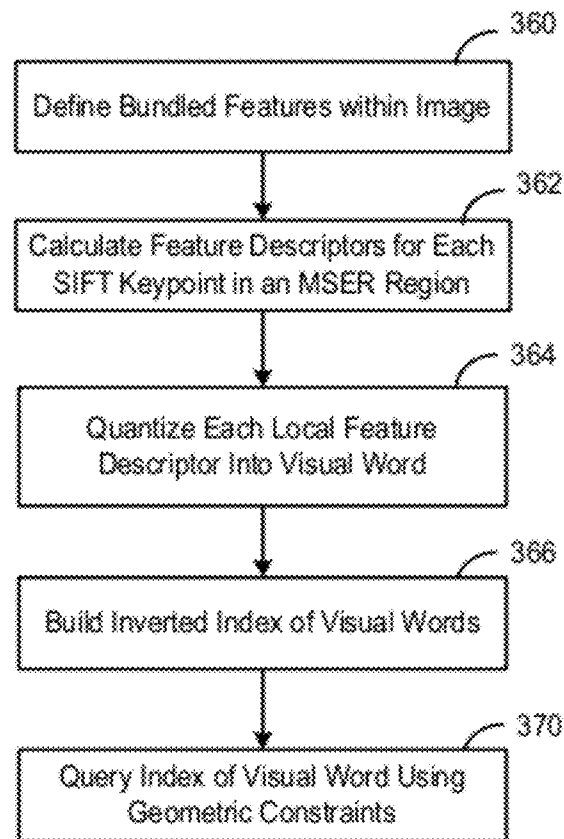 360
Define Bundled Features within Image
362
Calculate Feature Descriptors for Each
SIFT Keypoint in an MSER Region
364
Quantize Each Local Feature
Descriptor Into Visual Word
366
Build Inverted Index of Visual Words
370
Query Index of Visual Word Using
Geometric Constraints